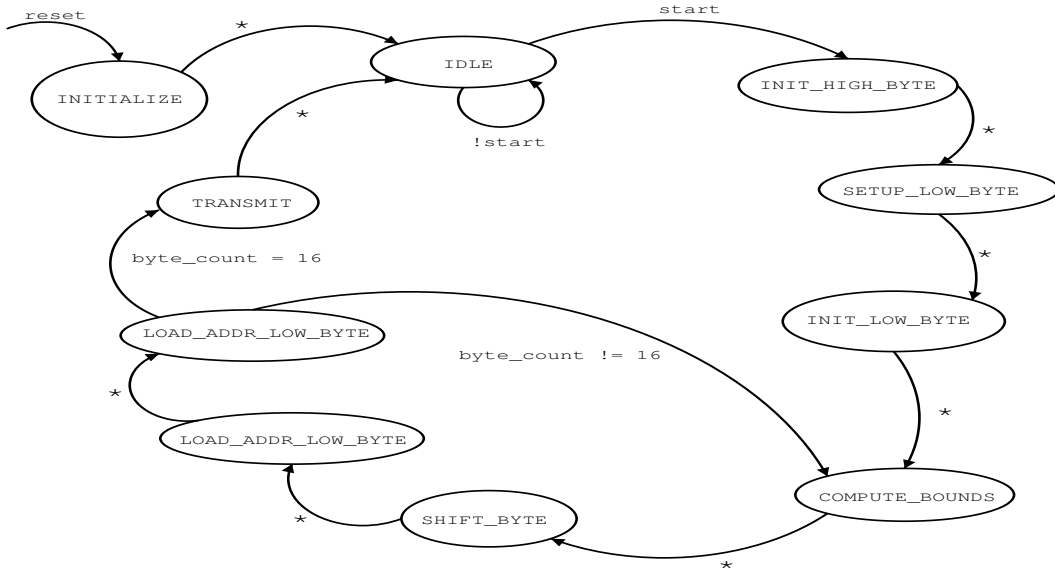 reset
*
start
IDLE
INITIALIZE
INIT_HIGH_BYTE
*
!start
*
TRANSMIT
SETUP_LOW_BYTE
byte_count = 16
*
LOAD_ADDR_LOW_BYTE
INIT_LOW_BYTE
byte_count != 16
*
*
LOAD_ADDR_LOW_BYTE
COMPUTE_BOUNDS
*
SHIFT_BYTE
*